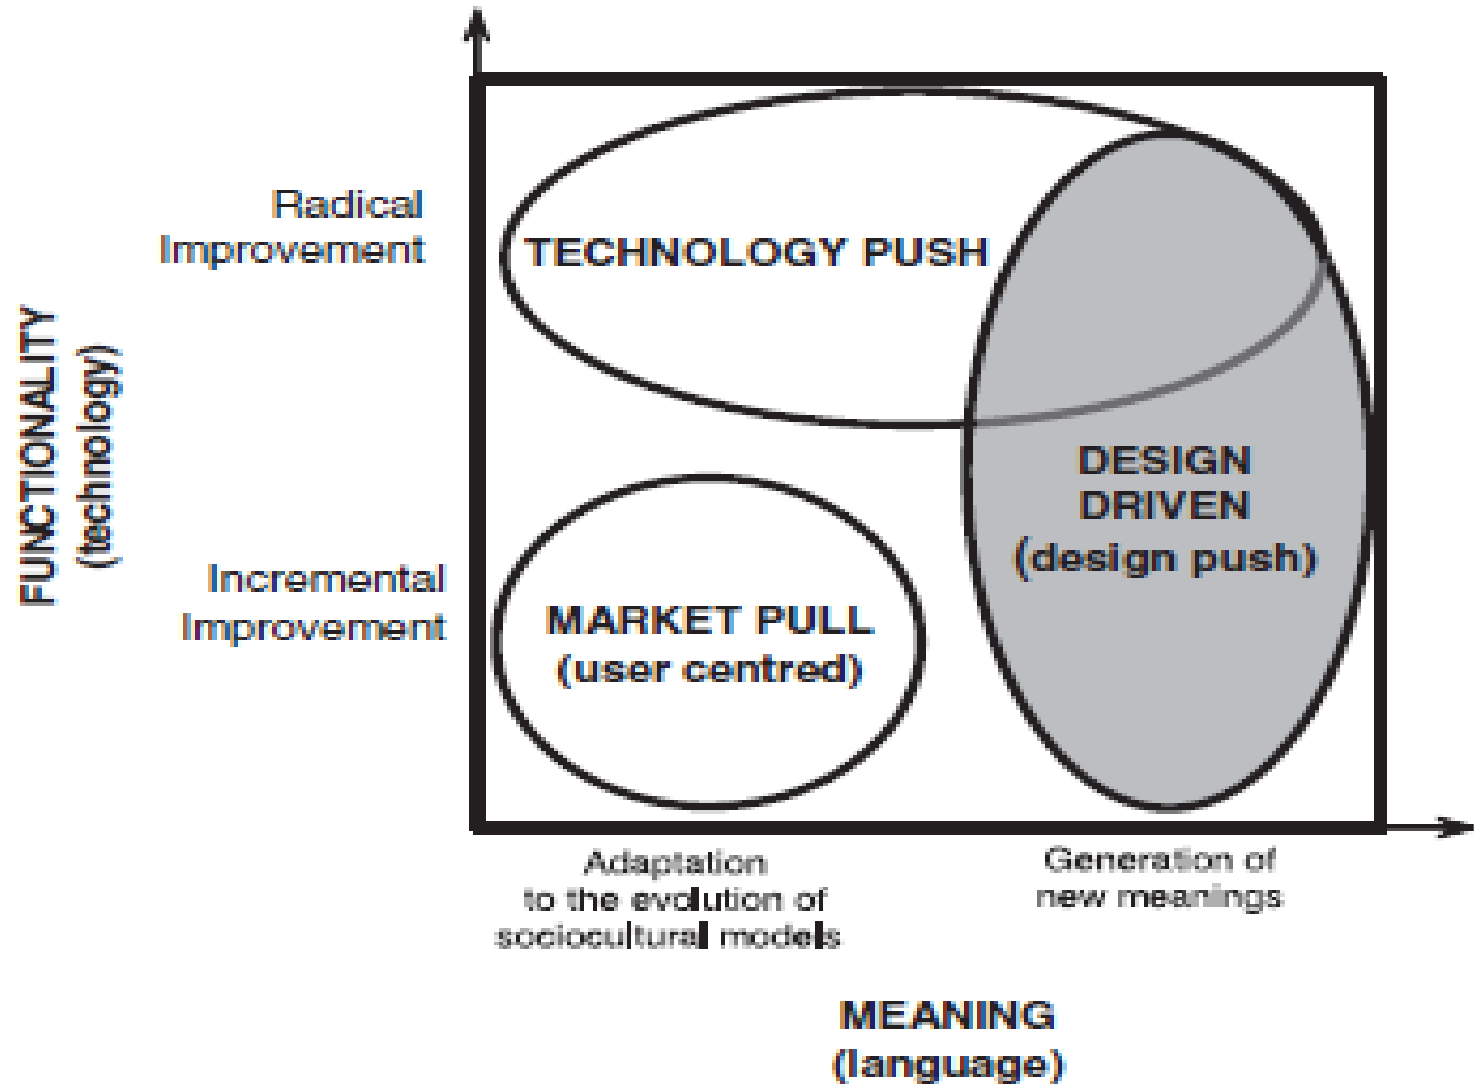 Radical
Improvement
TECHNOLOGY PUSH
FUNCTIONALITY
(technology)
DESIGN
DRIVEN
(design push)
Incremental
Improvement
MARKET PULL
(user centred)
Adaptation
to the evolution of
sociocultural models
Generation of
new meanings
MEANING
(language)